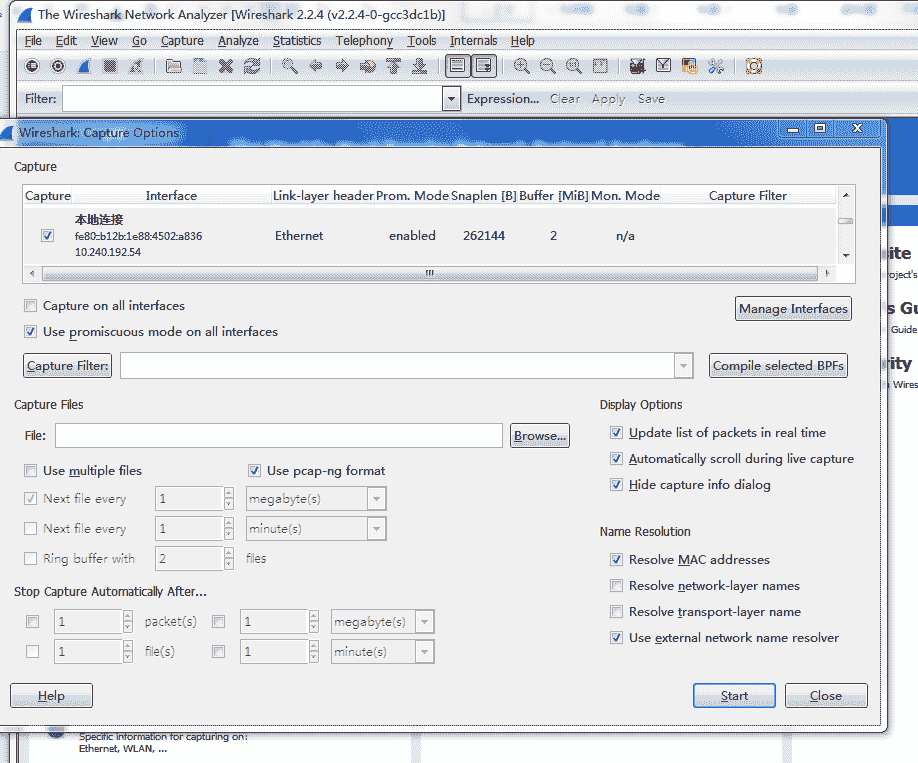 The Wireshark Network Analyzer [Wireshark 2.2.4 (v2.2.4-0-gcc3dc1b)]
File Edit View Go Capture Analyze Statistics Telephony Tools Internals Help
Filter: Expression... Clear Apply Save
Wireshark: Capture Options
Capture
Capture Interface Link-layer header Prom. Mode Snaplen [B] Buffer [MiB] Mon. Mode Capture Filter
本地连接
fe80::b12b:1e88:4502:a836 Ethernet enabled 262144 2 n/a
10.240.192.54
Capture on all interfaces
Manage Interfaces
Use promiscuous mode on all interfaces
Capture Filter: Compile selected BPFs
Capture Files Display Options
File: Browse... Update list of packets in real time
Automatically scroll during live capture
Use multiple files Use pcap-ng format Hide capture info dialog
Next file every 1 megabyte(s)
Next file every 1 minute(s) Name Resolution
Ring buffer with 2 files Resolve MAC addresses
Resolve network-layer names
Stop Capture Automatically After...
1 packet(s) 1 megabyte(s) Resolve transport-layer name
1 file(s) 1 minute(s) Use external network name resolver
Help Start Close
Specific information for capturing on:
Ethernet, WLAN, ...
ite
oject's
s Gu
Guide
rity
n Wires